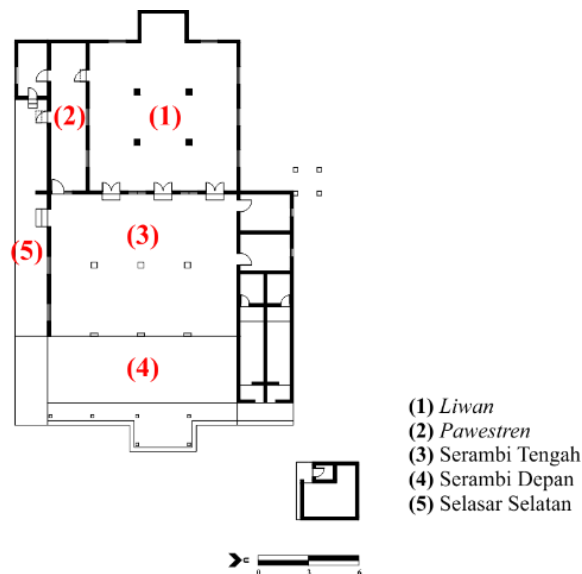 (1)
(2)
(3)
(5)
(4)
(1) Liwan
(2) Pawestren
(3) Serambi Tengah
(4) Serambi Depan
(5) Selasar Selatan
0 3 6